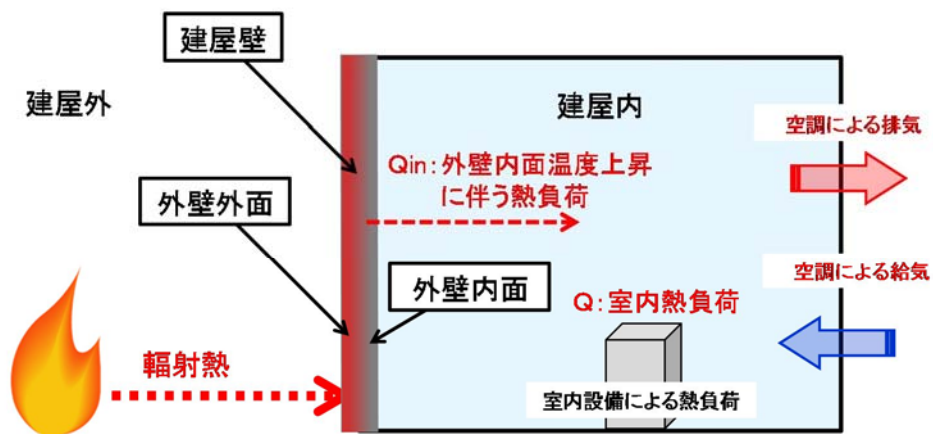 建屋壁
建屋外
建屋内
空調による排気
Qin:外壁内面温度上昇
に伴う熱負荷
外壁外面
空調による給気
外壁内面
Q:室内熱負荷
輻射熱
室内設備による熱負荷